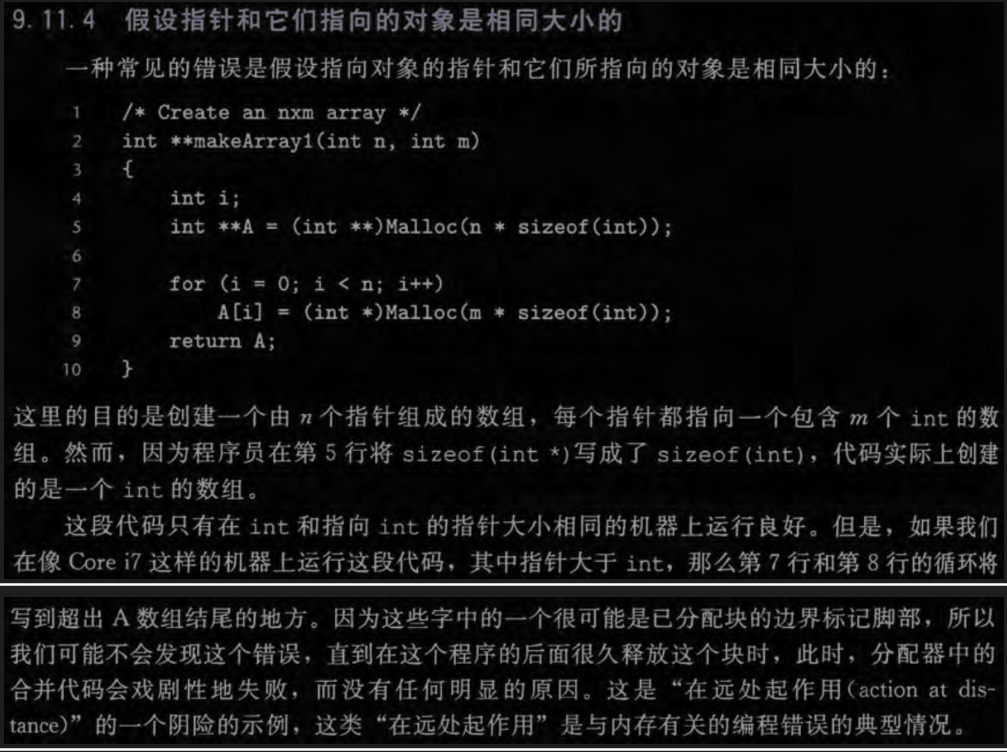 9.11.4 假设指针和它们指向的对象是相同大小的
一种常见的错误是假设指向对象的指针和它们所指向的对象是相同大小的：
1 /* Create an nxm array */
2 int **makeArray1(int n, int m)
3 {
4 int i;
5 int **A = (int **)Malloc(n * sizeof(int));
6
7 for (i = 0; i < n; i++)
8 A[i] = (int *)Malloc(m * sizeof(int));
9 return A;
10 }
这里的目的是创建一个由 n 个指针组成的数组，每个指针都指向一个包含 m 个 int 的数
组。然而，因为程序员在第 5 行将 sizeof(int *)写成了 sizeof(int)，代码实际上创建
的是一个 int 的数组。
这段代码只有在 int 和指向 int 的指针大小相同的机器上运行良好。但是，如果我们
在像 Core i7 这样的机器上运行这段代码，其中指针大于 int，那么第 7 行和第 8 行的循环将
写到超出 A 数组结尾的地方。因为这些字中的一个很可能是已分配块的边界标记脚部，所以
我们可能不会发现这个错误，直到在这个程序的后面很久释放这个块时，此时，分配器中的
合并代码会戏剧性地失败，而没有任何明显的原因。这是“在远处起作用(action at dis-
tance)”的一个阴险的示例，这类“在远处起作用”是与内存有关的编程错误的典型情况。